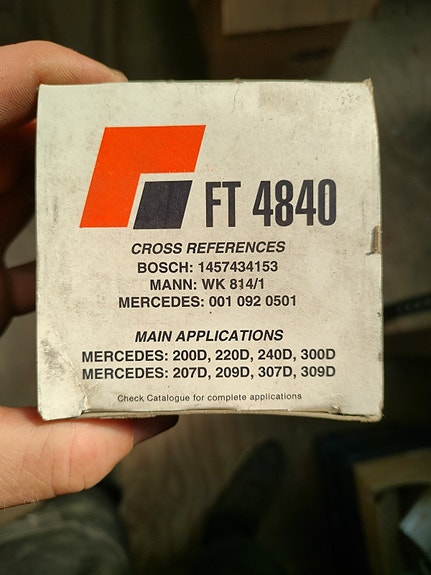 FT 4840
CROSS REFERENCES
BOSCH: 1457434153
MANN: WK 814/1
MERCEDES: 001 092 0501
MAIN APPLICATIONS
MERCEDES: 200D, 220D, 240D, 300D
MERCEDES: 207D, 209D, 307D, 309D
Check Catalogue for complete applications